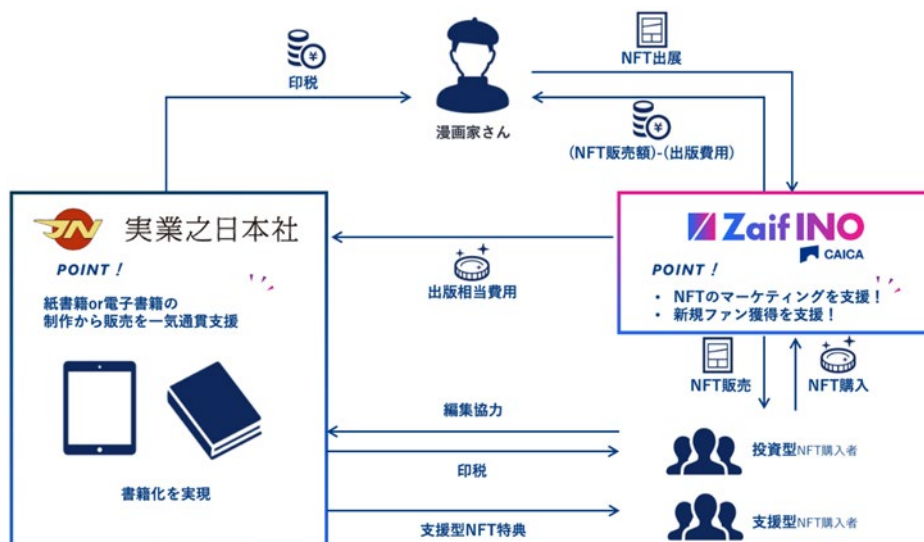 印税
NFT出展
漫画家さん
(NFT販売額)-(出版費用)
JN 実業之日本社
POINT！
紙書籍or電子書籍の
制作から販売を一気通貫支援
書籍化を実現
出版相当費用
Zaif INO
CAICA
POINT！
・ NFTのマーケティングを支援！
・ 新規ファン獲得を支援！
NFT販売
NFT購入
編集協力
投資型NFT購入者
印税
支援型NFT購入者
支援型NFT特典